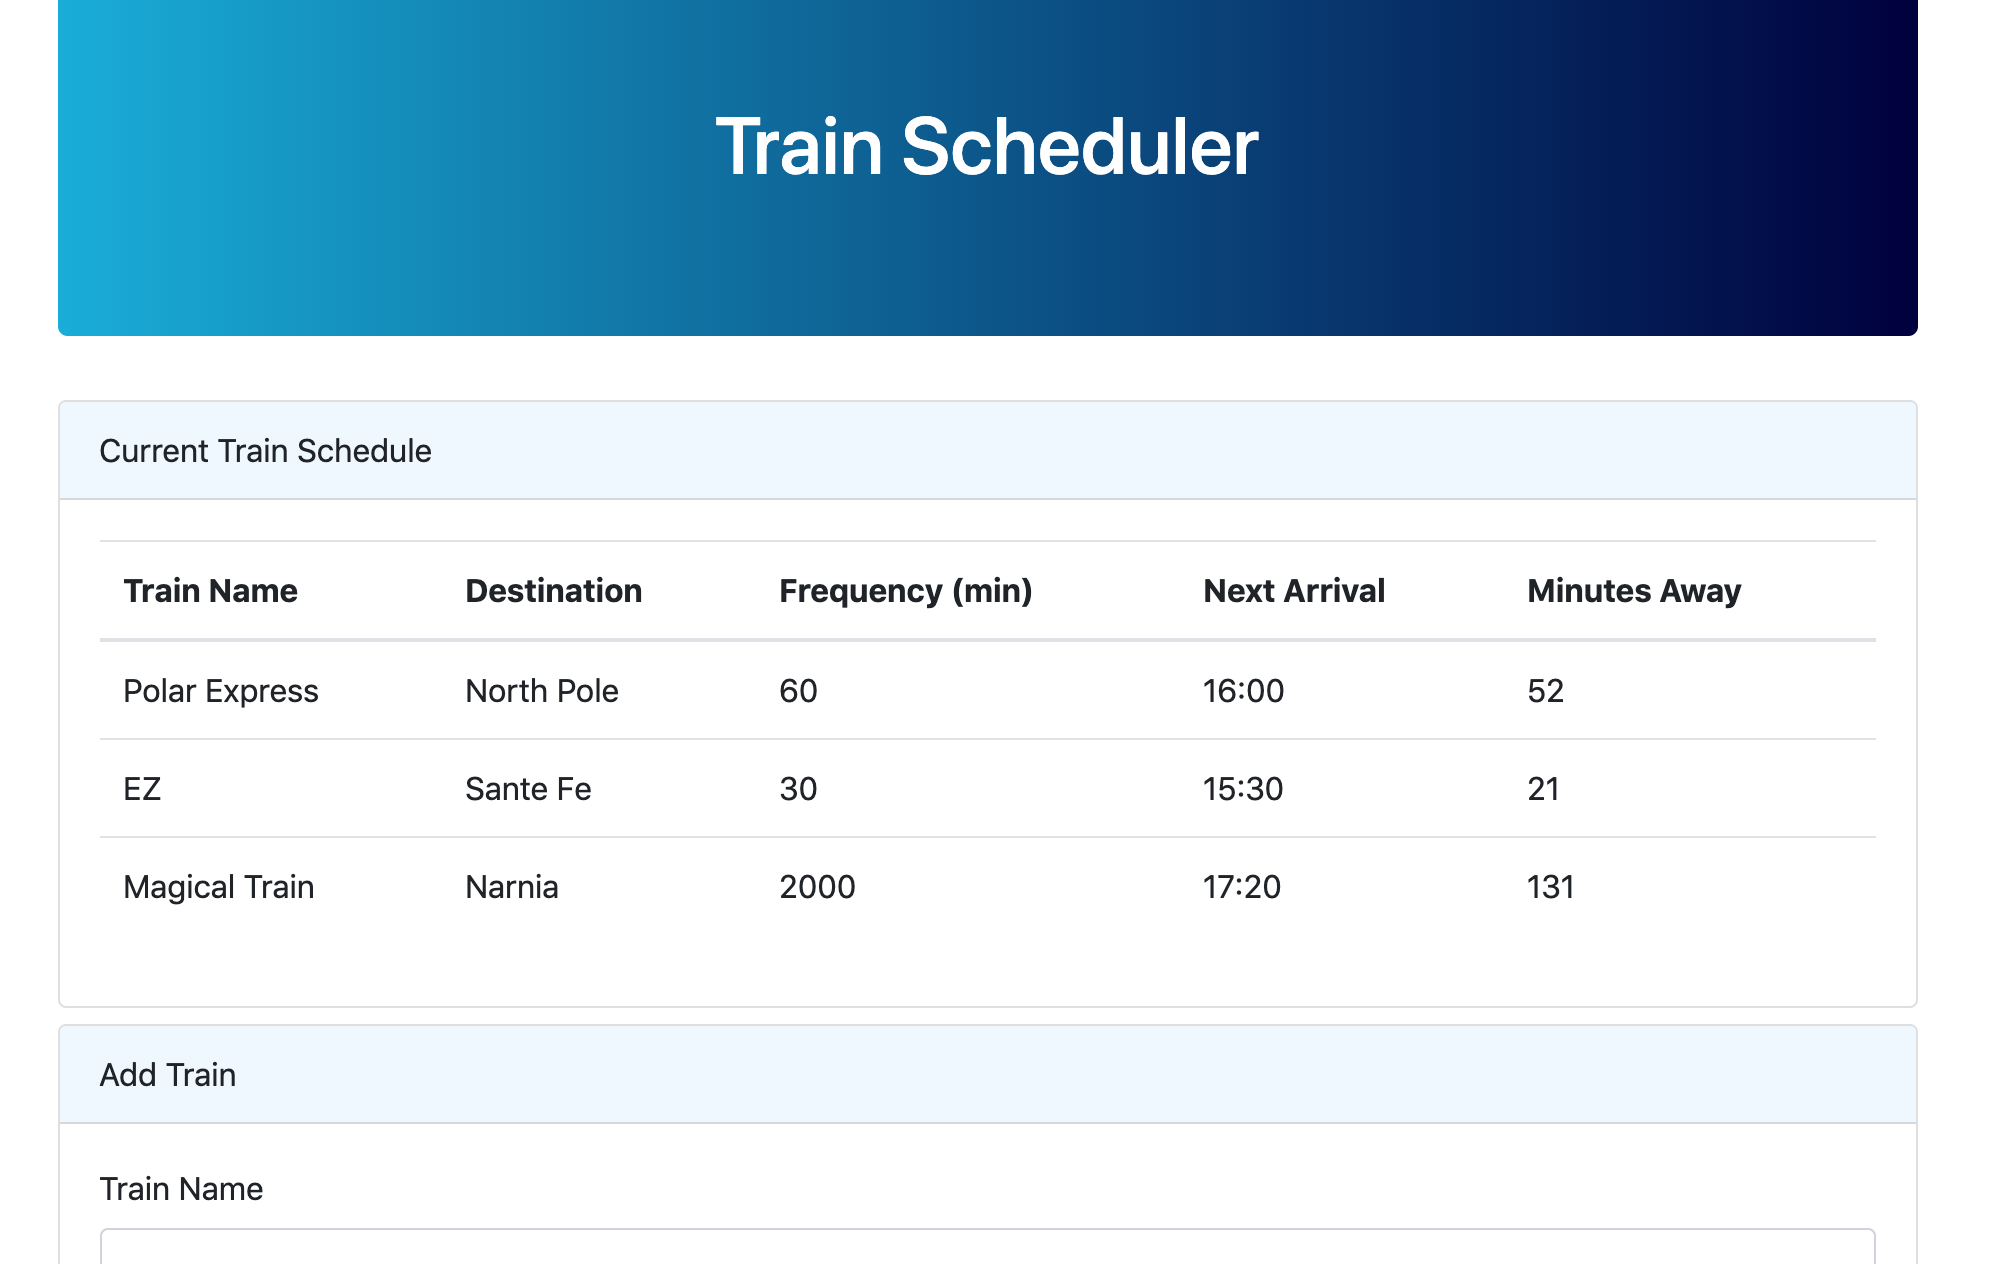 Train Scheduler
Current Train Schedule
Train Name Destination Frequency (min) Next Arrival Minutes Away
Polar Express North Pole 60 16:00 52
EZ Sante Fe 30 15:30 21
Magical Train Narnia 2000 17:20 131
Add Train
Train Name